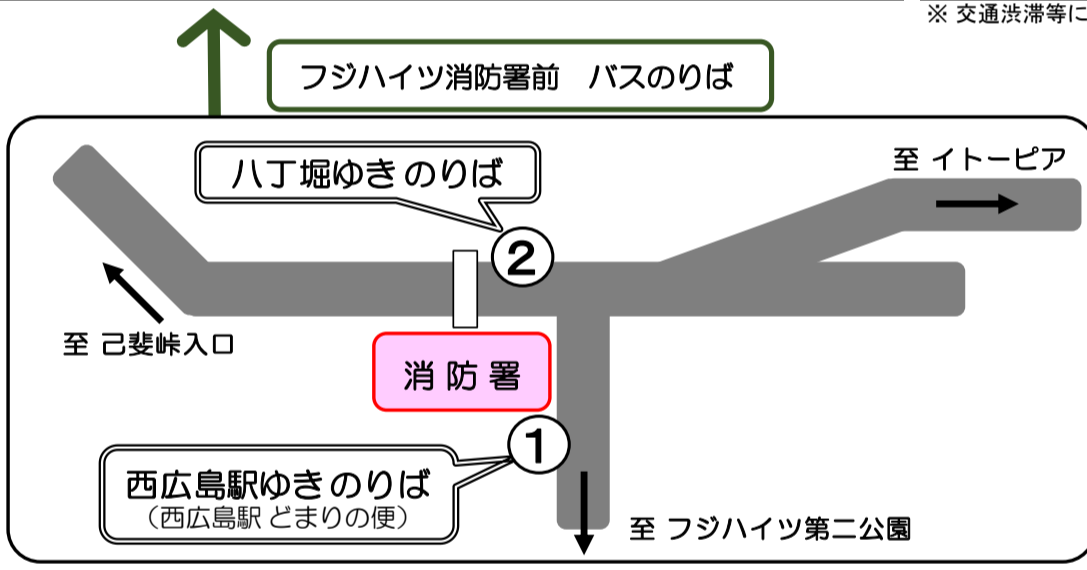 ※ 交通渋滞等に
フジハイツ消防署前　バスのりば
八丁堀ゆき のりば
至 イトーピア
②
至 己斐峠入口
消 防 署
①
西広島駅ゆき のりば
（西広島駅 どまりの便）
至 フジハイツ第二公園